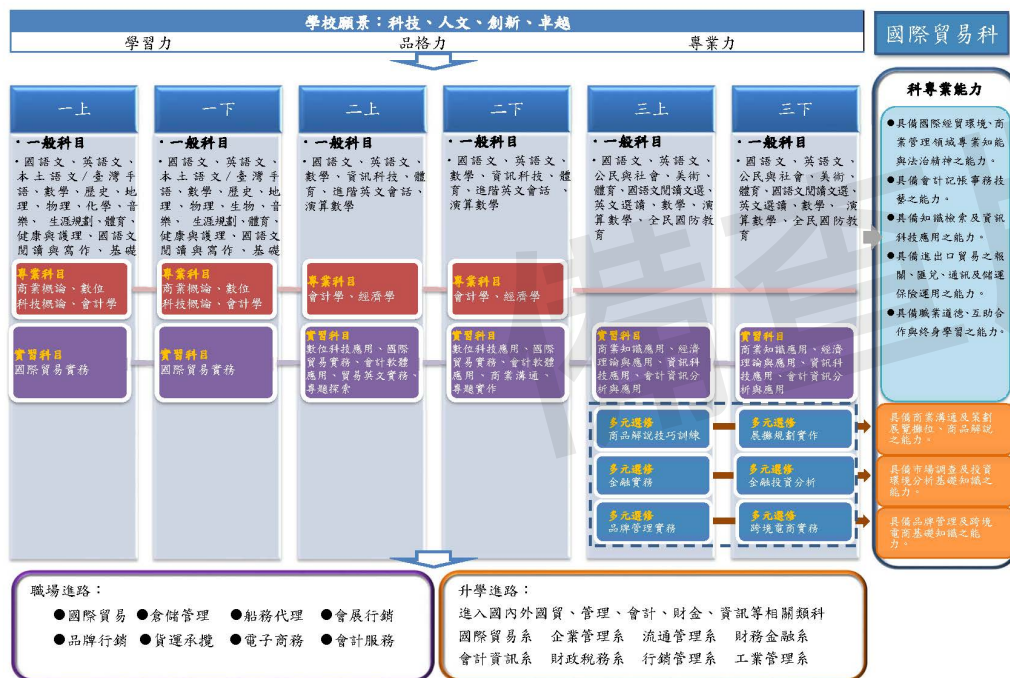 學校願景：科技、人文、創新、卓越
學習力 品格力 專業力
國際貿易科
一上
・一般科目
・國語文、英語文、
本土語文/臺灣手
語、數學、歷史、地
理、物理、化學、音
樂、 生涯規劃、體育、
健康與護理、國語文
閱讀與寫作、基礎
專業科目
商業概論、數位
科技概論、會計學
實習科目
國際貿易實務
一下
・一般科目
・國語文、英語文、
本土語文/臺灣手
語、數學、歷史、地
理、物理、生物、音
樂、 生涯規劃、體育、
健康與護理、國語文
閱讀與寫作、基礎
專業科目
商業概論、數位
科技概論、會計學
實習科目
國際貿易實務
二上
・一般科目
・國語文、英語文、
數學、資訊科技、體
育、進階英文會話、
演算數學
專業科目
會計學、經濟學
實習科目
數位科技應用、國際
貿易實務、會計軟體
應用、貿易英文實務、
專題探索
二下
・一般科目
・國語文、英語文、
數學、資訊科技、體
育、進階英文會話 、
演算數學
專業科目
會計學、經濟學
實習科目
數位科技應用、國際
貿易實務、會計軟體
應用、商業溝通、
專題實作
三上
・一般科目
・國語文、英語文、
公民與社會、美術、
體育、國語文閱讀文選、
英文選讀、數學、演
算數學、全民國防教
育
實習科目
商業知識應用、經濟
理論與應用、資訊科
技應用、會計資訊分
析與應用
多元選修
商品解說技巧訓練
多元選修
金融實務
多元選修
品牌管理實務
三下
・一般科目
・國語文、英語文、
公民與社會、美術、
體育、國語文閱讀文選、
英文選讀、數學、 演
算數學、全民國防教
育
實習科目
商業知識應用、經濟
理論與應用、資訊科
技應用、會計資訊分
析與應用
多元選修
展攤規劃實作
多元選修
金融投資分析
多元選修
跨境電商實務
科專業能力
●具備國際經貿環境、商
業管理領域專業知能
與法治精神之能力。
●具備會計記帳事務技
藝之能力。
●具備知識檢索及資訊
科技應用之能力。
●具備進出口貿易之報
關、匯兌、通訊及儲運
保險運用之能力。
●具備職業道德、互助合
作與終身學習之能力。
具備商業溝通及策劃
展覽攤位、商品解說
之能力。
具備市場調查及投資
環境分析基礎知識之
能力。
具備品牌管理及跨境
電商基礎知識之能力
。
職場進路：
●國際貿易 ●倉儲管理 ●船務代理 ●會展行銷
●品牌行銷 ●貨運承攬 ●電子商務 ●會計服務
升學進路：
進入國內外國貿、管理、會計、財金、資訊等相關類科
國際貿易系 企業管理系 流通管理系 財務金融系
會計資訊系 財政稅務系 行銷管理系 工業管理系